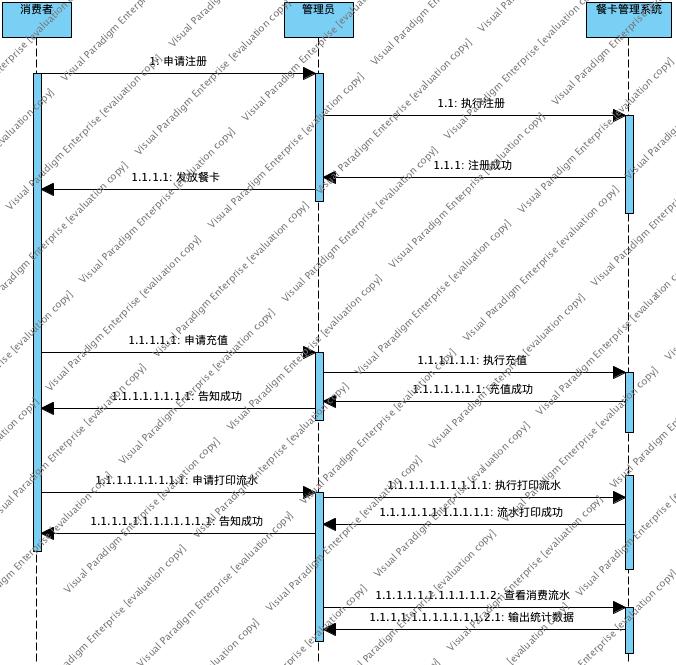 消费者
管理员
餐卡管理系统
1: 申请注册
1.1: 执行注册
1.1.1: 注册成功
1.1.1.1: 发放餐卡
1.1.1.1.1: 申请充值
1.1.1.1.1.1: 执行充值
1.1.1.1.1.1.1: 充值成功
1.1.1.1.1.1.1.1: 告知成功
1.1.1.1.1.1.1.1.1: 申请打印流水
1.1.1.1.1.1.1.1.1.1: 执行打印流水
1.1.1.1.1.1.1.1.1.1.1: 流水打印成功
1.1.1.1.1.1.1.1.1.1.1.1: 告知成功
1.1.1.1.1.1.1.1.1.1.1.2: 查看消费流水
1.1.1.1.1.1.1.1.1.1.1.2.1: 输出统计数据
Visual Paradigm Enterprise [evaluation copy]